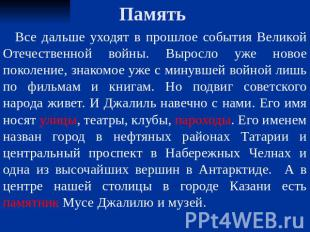 Память
Все дальше уходят в прошлое события Великой
Отечественной войны. Выросло уже новое
поколение, знакомое уже с минувшей войной лишь
по фильмам и книгам. Но подвиг советского
народа живет. И Джалиль навечно с нами. Его имя
носят улицы, театры, клубы, пароходы. Его именем
назван город в нефтяных районах Татарии и
центральный проспект в Набережных Челнах и
одна из высочайших вершин в Антарктиде. А в
центре нашей столицы в городе Казани есть
памятник Мусе Джалилю и музей.
PPt4WEB.ru